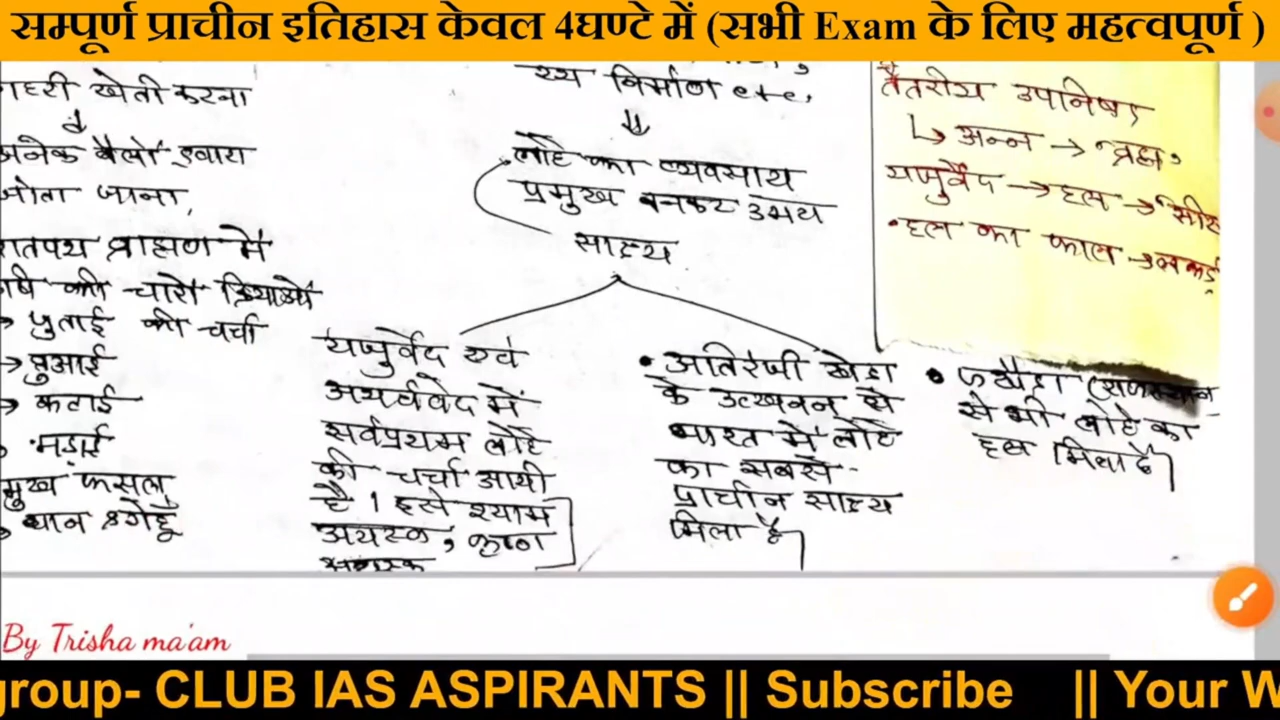 सम्पूर्ण प्राचीन इतिहास केवल 4घण्टे में (सभी Exam के लिए महत्वपूर्ण )
गहरी खेती करना
अनेक बैलों द्वारा
जोता जाना,
शतपथ ब्राह्मण में
की चारो क्रियाओं
जुताई की चर्चा
बुआई
कटाई
मड़ाई
मुख फसल
धान & गेहूँ
रथ निर्माण etc,
लोहे का व्यवसाय
प्रमुख बनकर उभरा
साक्ष्य
यजुर्वेद एवं
अथर्ववेद में
सर्वप्रथम लोहे
की चर्चा आयी
है। इसे श्याम
अयस्क, कृष्ण
अयस्क
• अतिरंजी खेड़ा
के उत्खनन से
भारत में लोहे
का सबसे
प्राचीन साक्ष्य
मिला है
तैतरीय उपनिषद
अन्न → "ब्रह्म"
यजुर्वेद → हल → "सीर
• हल का फाल →
• जखैड़ा (राजस्थान
से भी लोहे का
हल मिला है
By Trisha ma'am
group- CLUB IAS ASPIRANTS || Subscribe || Your W